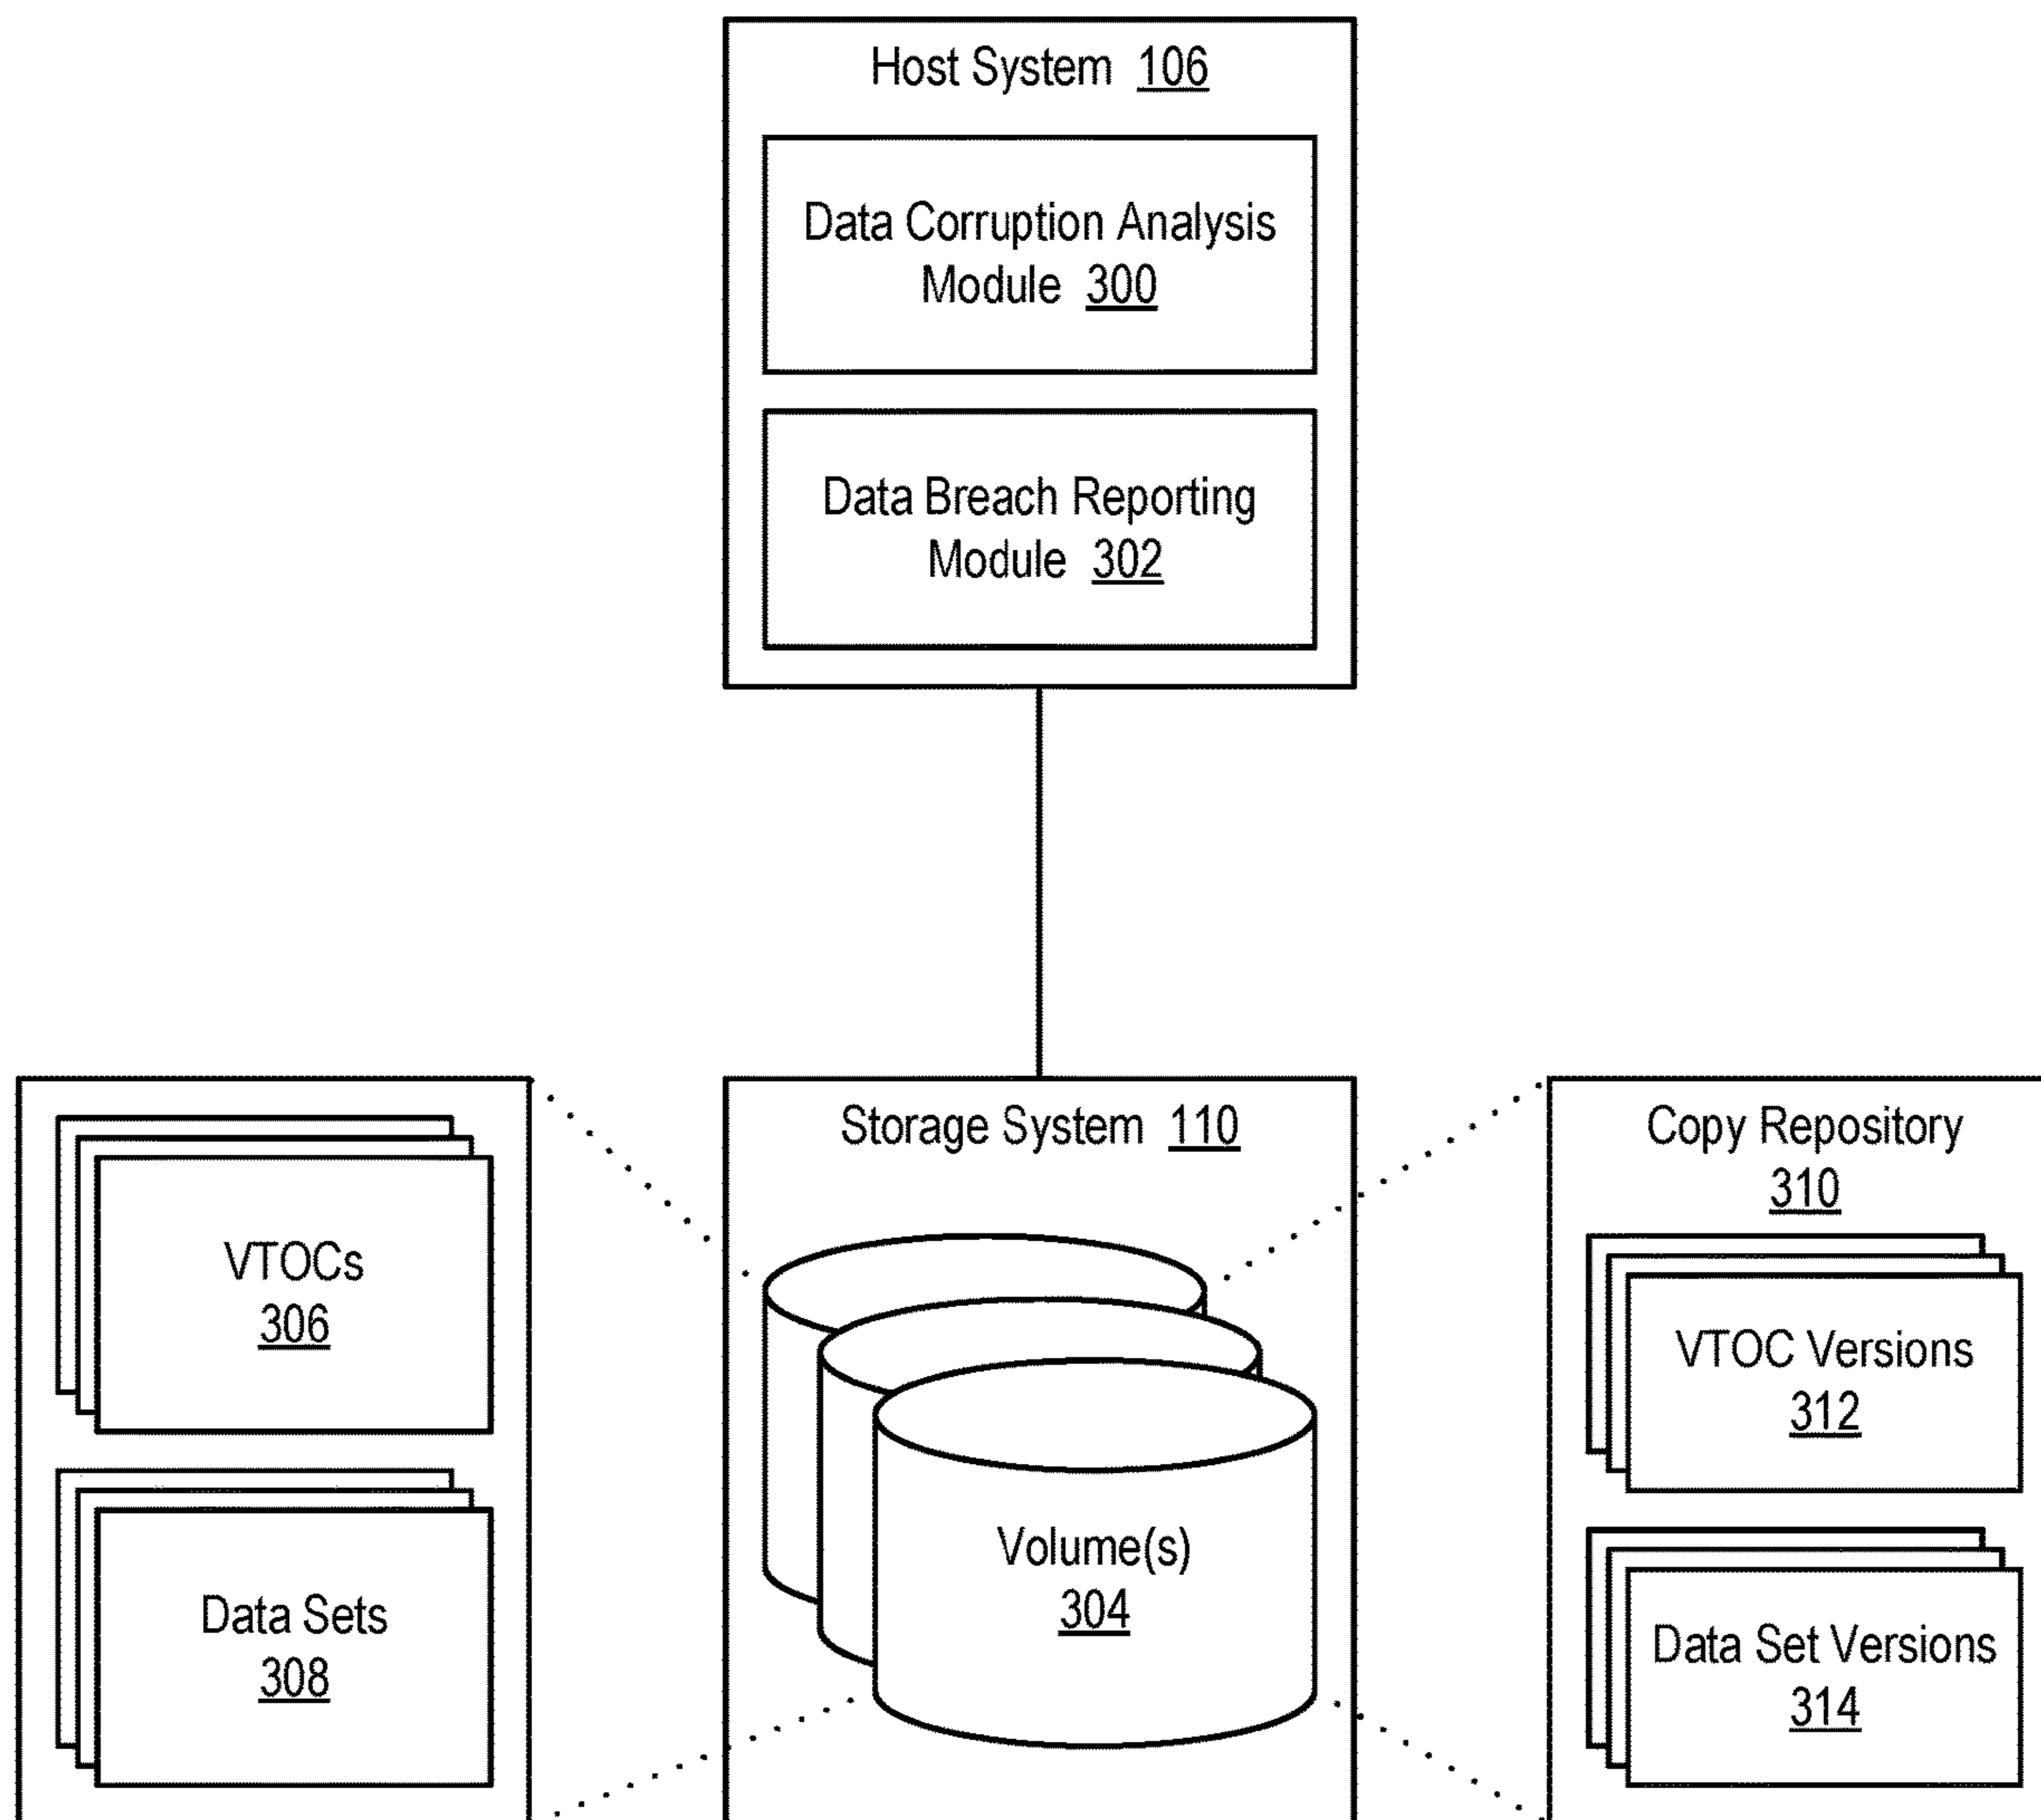 Host System 106
Data Corruption Analysis
Module 300
Data Breach Reporting
Module 302
VTOCs
306
Data Sets
308
Storage System 110
Volume(s)
304
Copy Repository
310
VTOC Versions
312
Data Set Versions
314